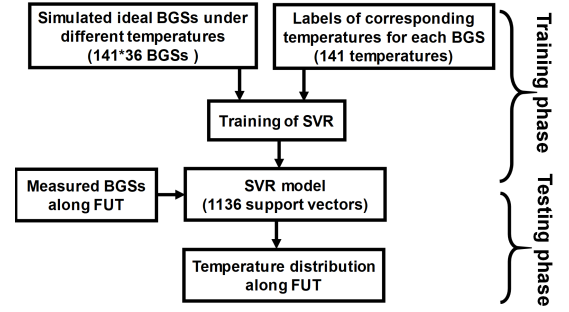 Simulated ideal BGSs under
different temperatures
(141*36 BGSs )
Labels of corresponding
temperatures for each BGS
(141 temperatures)
Training of SVR
Training phase
Measured BGSs
along FUT
SVR model
(1136 support vectors)
Testing phase
Temperature distribution
along FUT